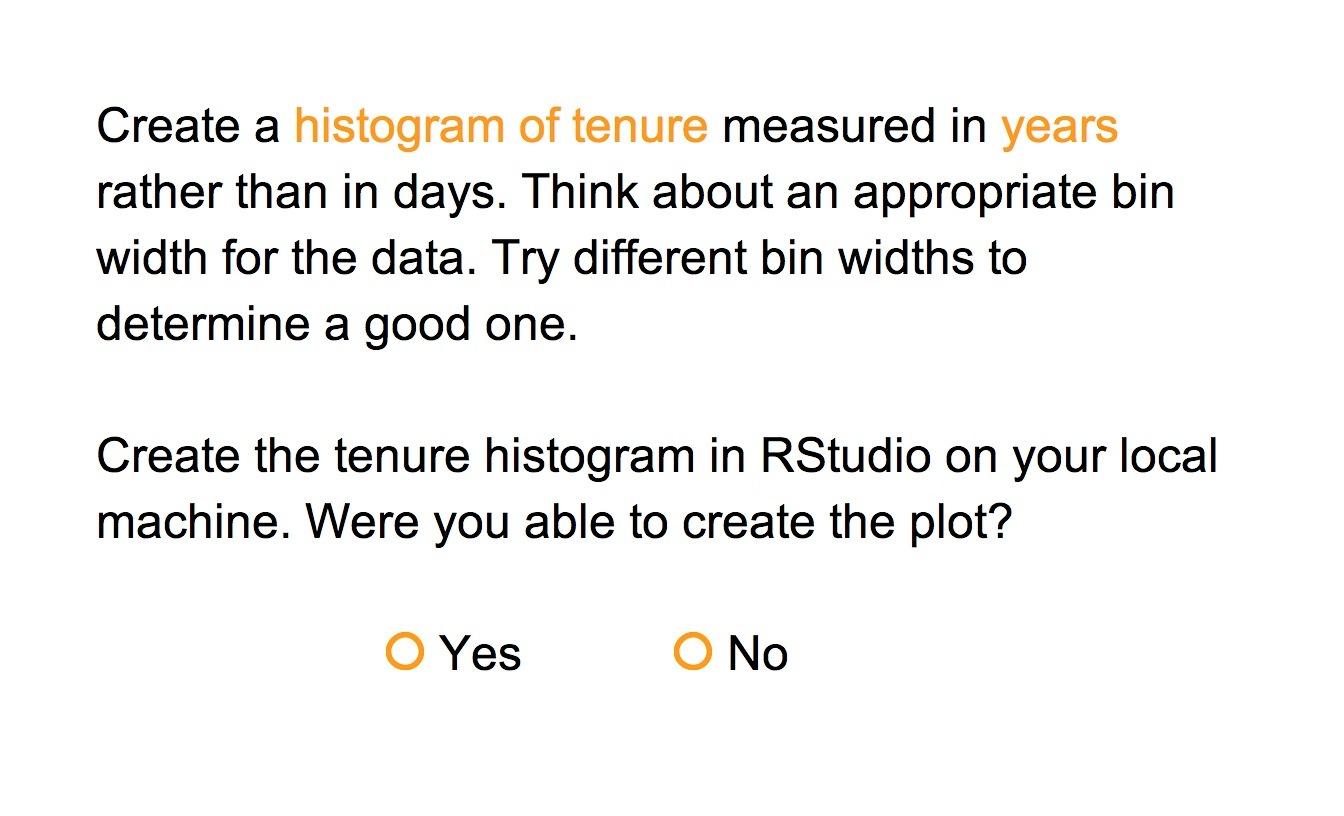 Create a histogram of tenure measured in years
rather than in days. Think about an appropriate bin
width for the data. Try different bin widths to
determine a good one.
Create the tenure histogram in RStudio on your local
machine. Were you able to create the plot?
Yes No